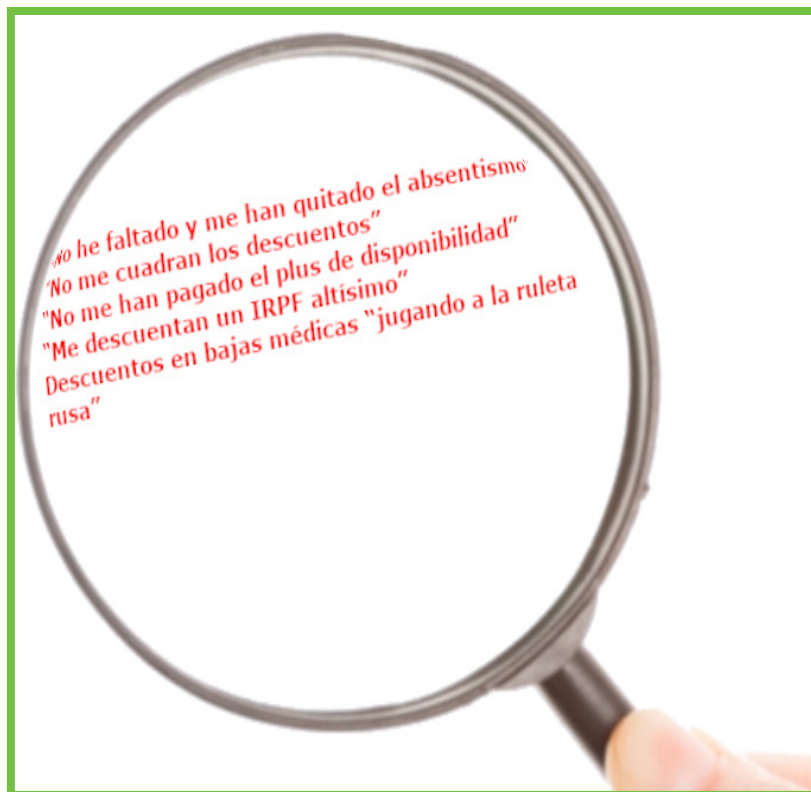 "No he faltado y me han quitado el absentismo
"No me cuadran los descuentos"
"No me han pagado el plus de disponibilidad"
"Me descuentan un IRPF altísimo"
Descuentos en bajas médicas "jugando a la ruleta
rusa"